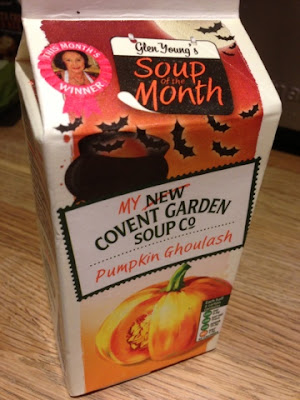 THIS MONTH'S
WINNER
Glen Young's
Soup
of the
Month
MY NEW
COVENT GARDEN
SOUP Co
Pumpkin Ghoulash